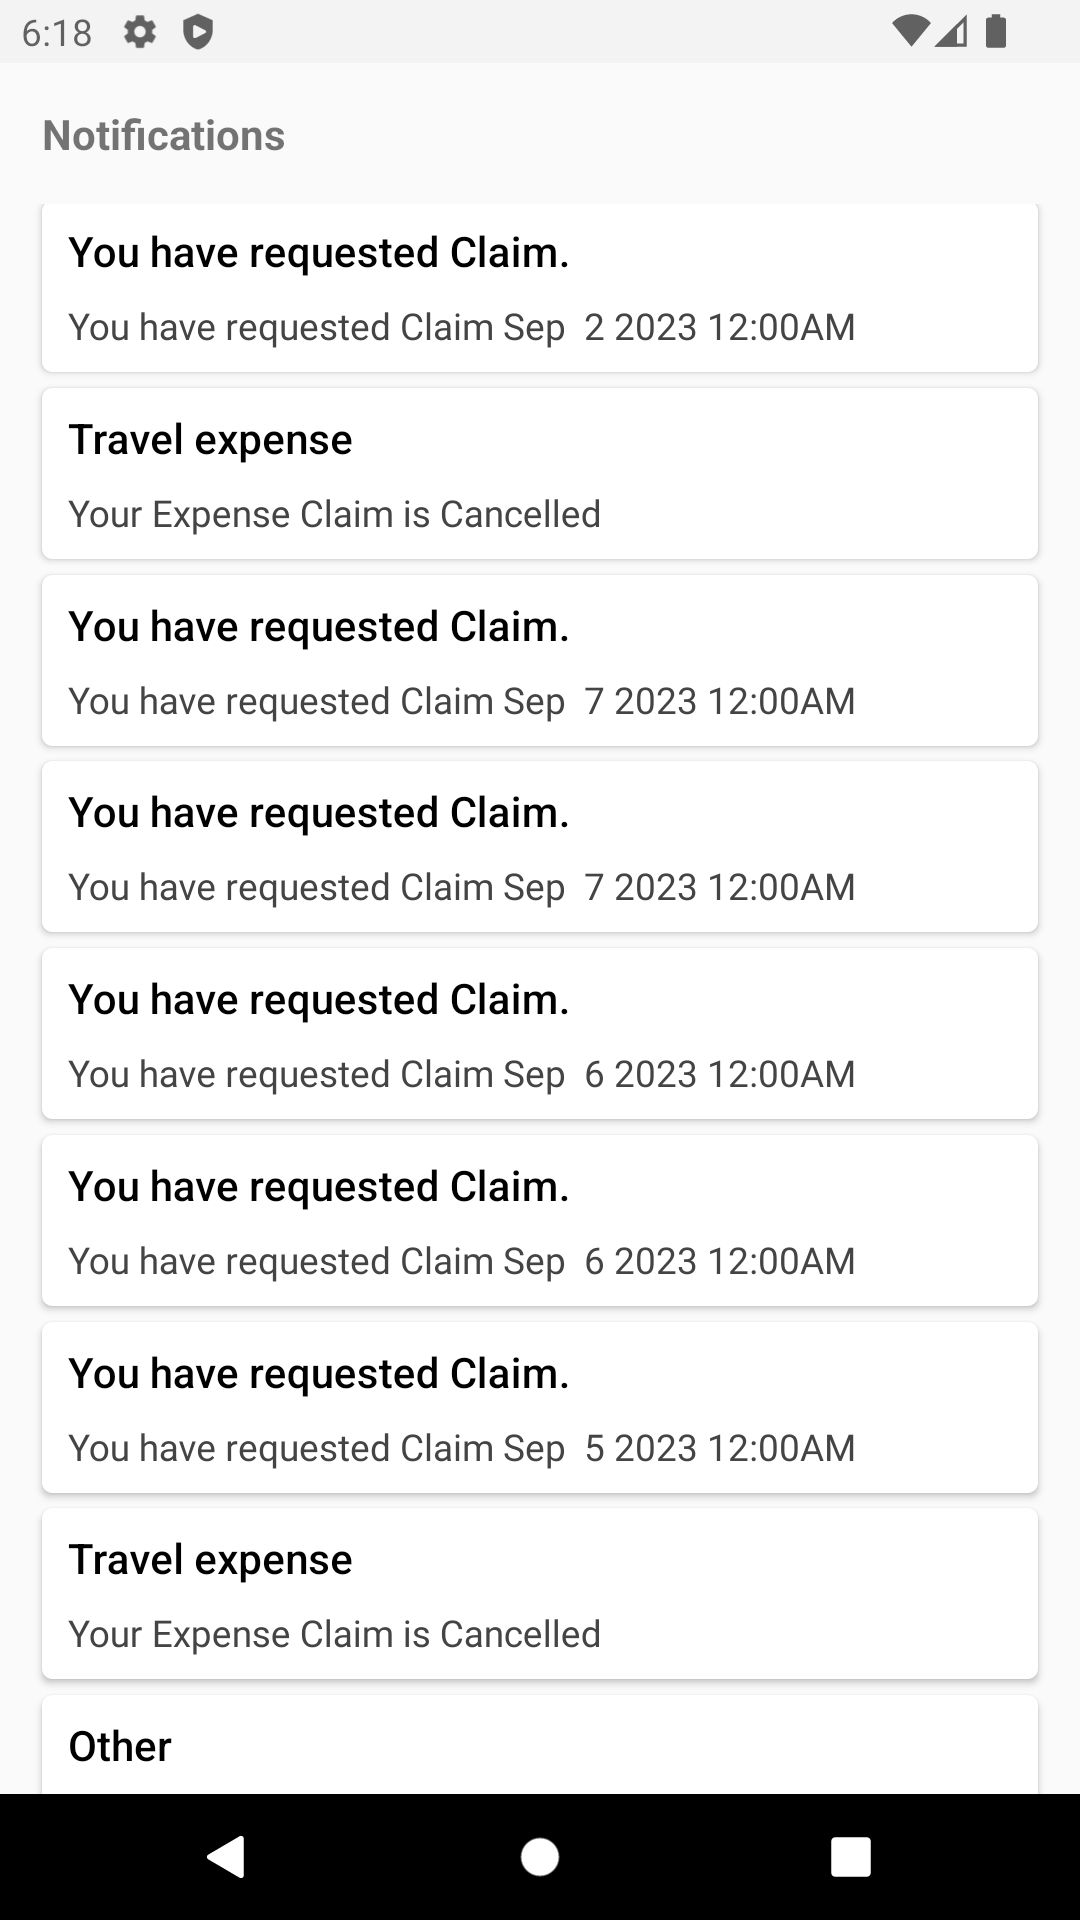 6:18
Notifications
You have requested Claim.
You have requested Claim Sep  2 2023 12:00AM
Travel expense
Your Expense Claim is Cancelled
You have requested Claim.
You have requested Claim Sep  7 2023 12:00AM
You have requested Claim.
You have requested Claim Sep  7 2023 12:00AM
You have requested Claim.
You have requested Claim Sep  6 2023 12:00AM
You have requested Claim.
You have requested Claim Sep  6 2023 12:00AM
You have requested Claim.
You have requested Claim Sep  5 2023 12:00AM
Travel expense
Your Expense Claim is Cancelled
Other